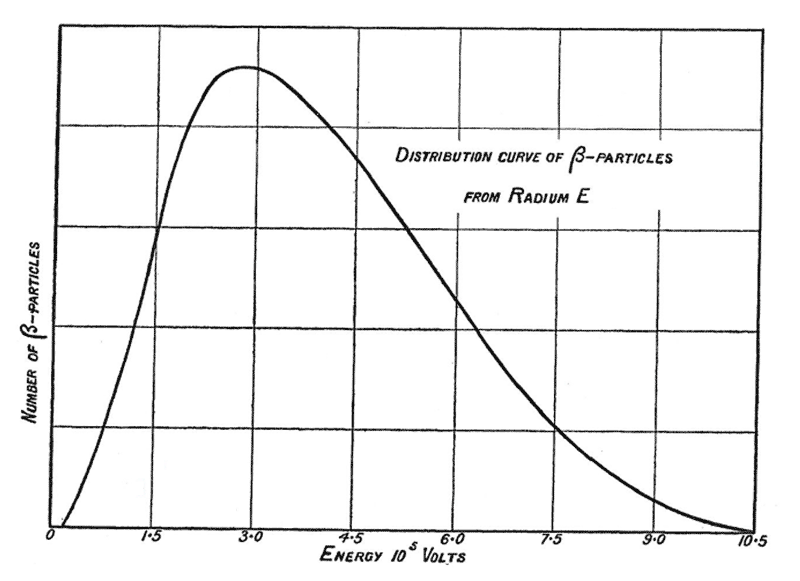 DISTRIBUTION CURVE OF β-PARTICLES
FROM RADIUM E
NUMBER OF β-PARTICLES
0 1·5 3·0 4·5 6·0 7·5 9·0 10·5
ENERGY 10⁵ VOLTS